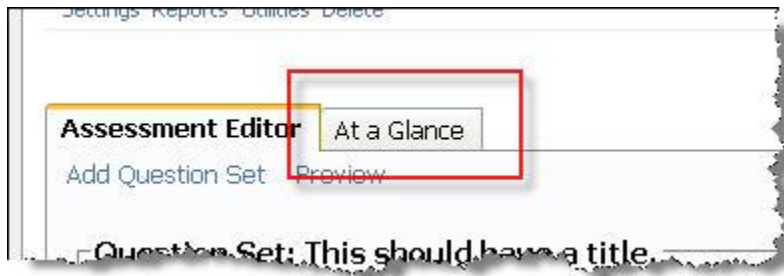 Settings Reports Utilities Delete
Assessment Editor At a Glance
Add Question Set Preview
Question Set: This should have a title.